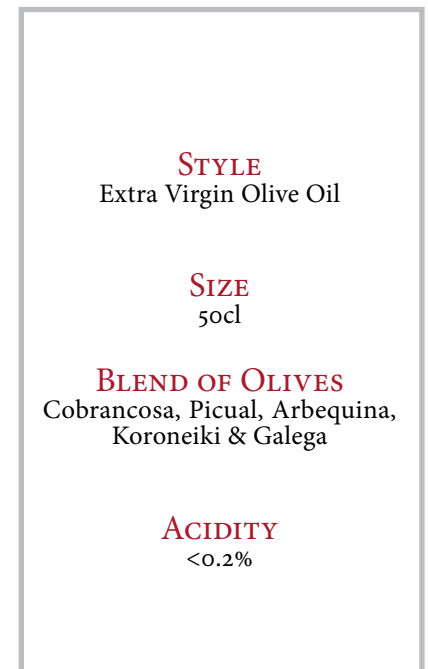 Style
Extra Virgin Olive Oil
Size
50cl
Blend of Olives
Cobrancosa, Picual, Arbequina,
Koroneiki & Galega
Acidity
<0.2%